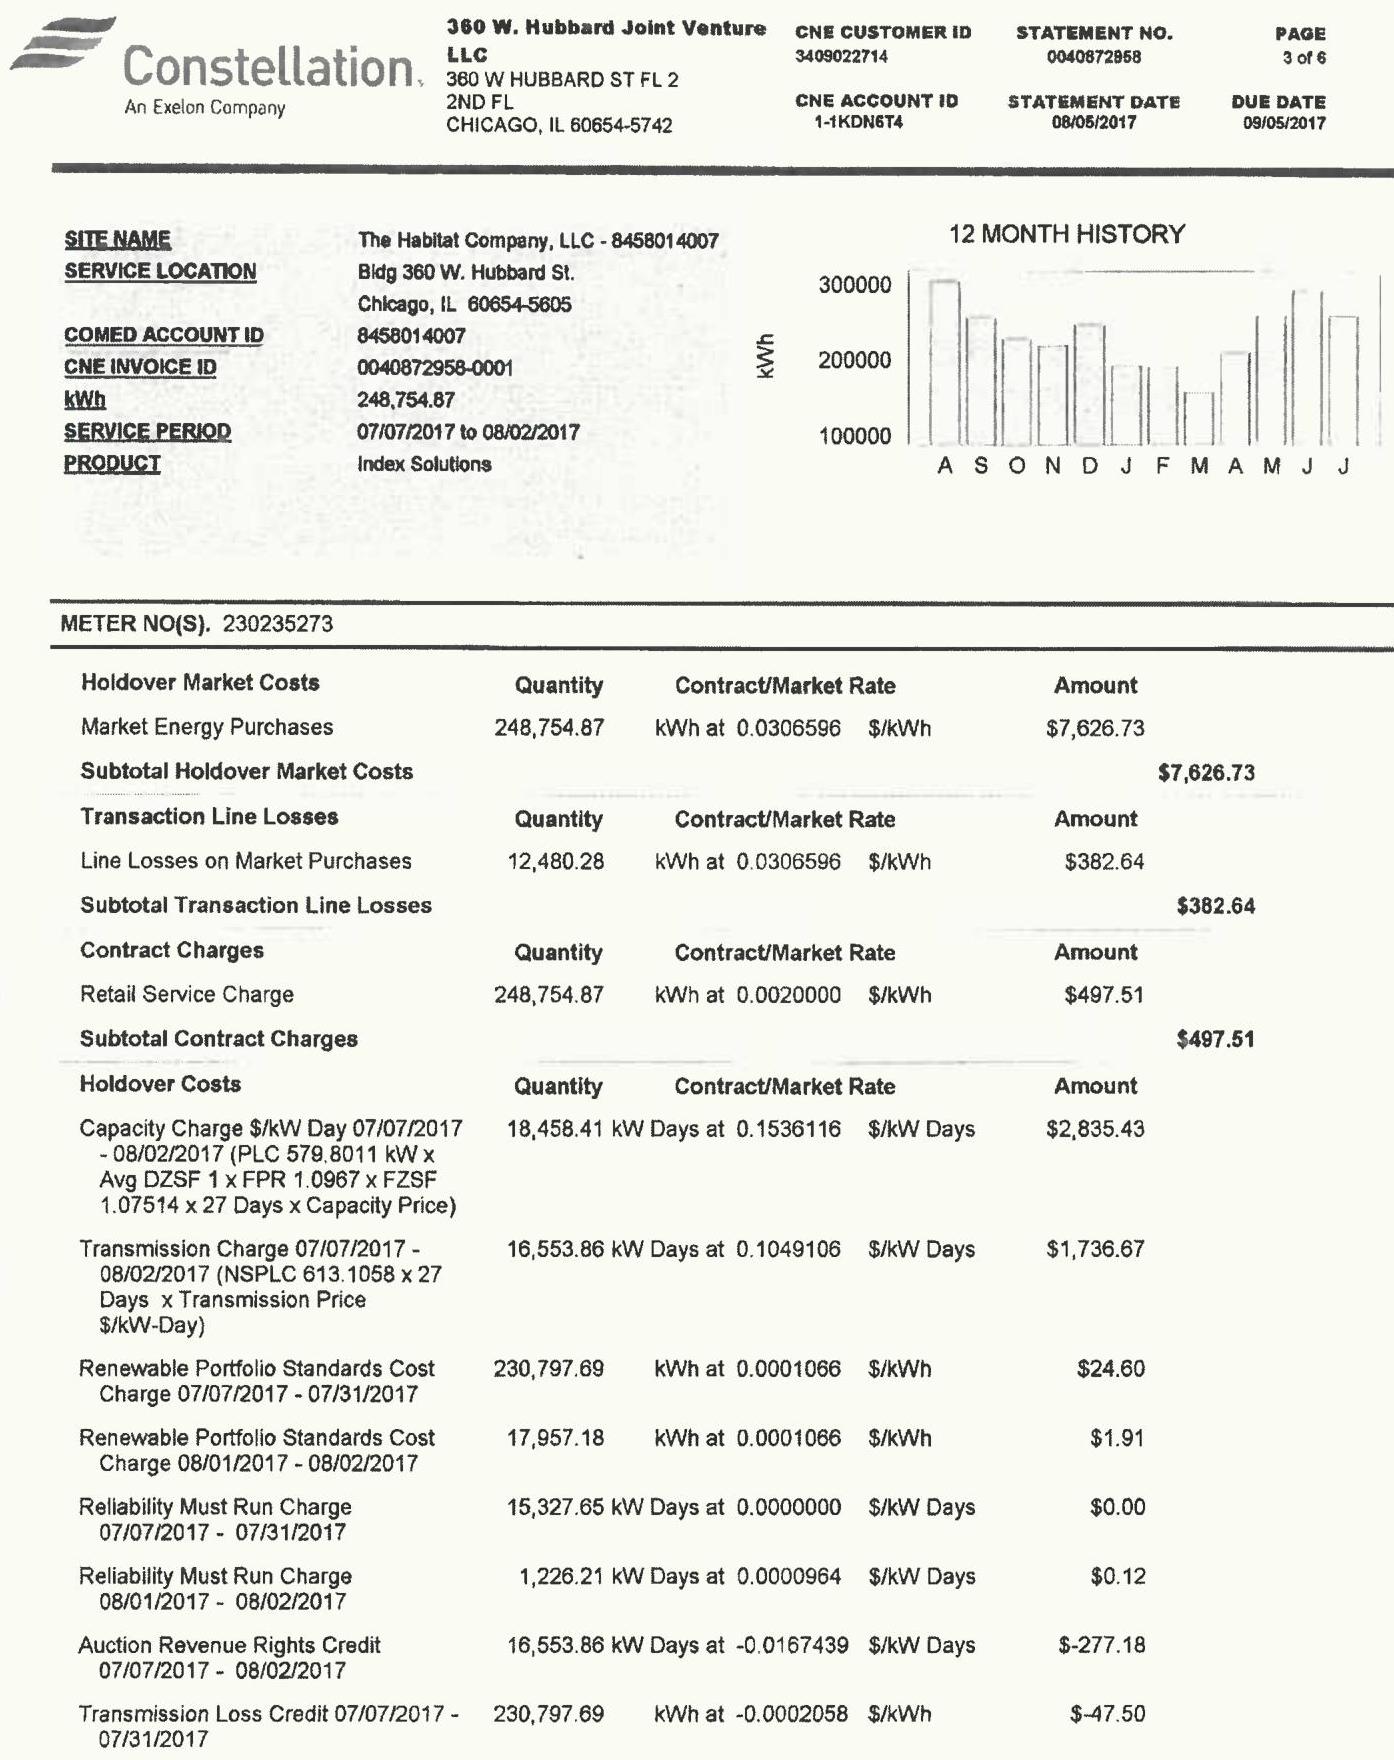 Constellation.
An Exelon Company
360 W. Hubbard Joint Venture
LLC
360 W HUBBARD ST FL 2
2ND FL
CHICAGO, IL 60654-5742
CNE CUSTOMER ID
3409022714
CNE ACCOUNT ID
1-1KDN6T4
STATEMENT NO.
0040872958
STATEMENT DATE
08/05/2017
PAGE
3 of 6
DUE DATE
09/05/2017
SITE NAME The Habitat Company, LLC - 8458014007
SERVICE LOCATION Bldg 360 W. Hubbard St.
Chicago, IL 60654-5605
COMED ACCOUNT ID 8458014007
CNE INVOICE ID 0040872958-0001
kWh 248,754.87
SERVICE PERIOD 07/07/2017 to 08/02/2017
PRODUCT Index Solutions
12 MONTH HISTORY
kWh
300000
200000
100000
A S O N D J F M A M J J
METER NO(S). 230235273
Holdover Market Costs Quantity Contract/Market Rate Amount
Market Energy Purchases 248,754.87 kWh at 0.0306596 $/kWh $7,626.73
Subtotal Holdover Market Costs $7,626.73
Transaction Line Losses Quantity Contract/Market Rate Amount
Line Losses on Market Purchases 12,480.28 kWh at 0.0306596 $/kWh $382.64
Subtotal Transaction Line Losses $382.64
Contract Charges Quantity Contract/Market Rate Amount
Retail Service Charge 248,754.87 kWh at 0.0020000 $/kWh $497.51
Subtotal Contract Charges $497.51
Holdover Costs Quantity Contract/Market Rate Amount
Capacity Charge $/kW Day 07/07/2017 18,458.41 kW Days at 0.1536116 $/kW Days $2,835.43
- 08/02/2017 (PLC 579.8011 kW x
Avg DZSF 1 x FPR 1.0967 x FZSF
1.07514 x 27 Days x Capacity Price)
Transmission Charge 07/07/2017 - 16,553.86 kW Days at 0.1049106 $/kW Days $1,736.67
08/02/2017 (NSPLC 613.1058 x 27
Days x Transmission Price
$/kW-Day)
Renewable Portfolio Standards Cost 230,797.69 kWh at 0.0001066 $/kWh $24.60
Charge 07/07/2017 - 07/31/2017
Renewable Portfolio Standards Cost 17,957.18 kWh at 0.0001066 $/kWh $1.91
Charge 08/01/2017 - 08/02/2017
Reliability Must Run Charge 15,327.65 kW Days at 0.0000000 $/kW Days $0.00
07/07/2017 - 07/31/2017
Reliability Must Run Charge 1,226.21 kW Days at 0.0000964 $/kW Days $0.12
08/01/2017 - 08/02/2017
Auction Revenue Rights Credit 16,553.86 kW Days at -0.0167439 $/kW Days $-277.18
07/07/2017 - 08/02/2017
Transmission Loss Credit 07/07/2017 - 230,797.69 kWh at -0.0002058 $/kWh $-47.50
07/31/2017